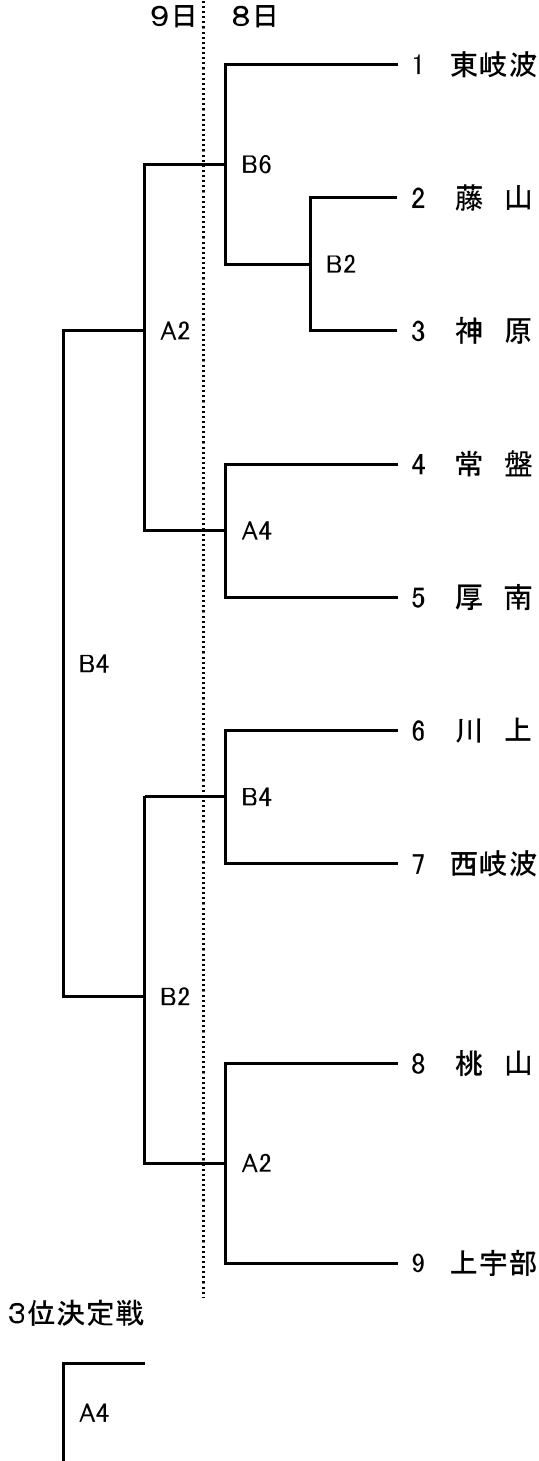 ９日 ８日
1 東岐波
B6
2 藤 山
B2
3 神 原
A2
4 常 盤
A4
5 厚 南
B4
6 川 上
B4
7 西岐波
B2
8 桃 山
A2
9 上宇部
３位決定戦
A4